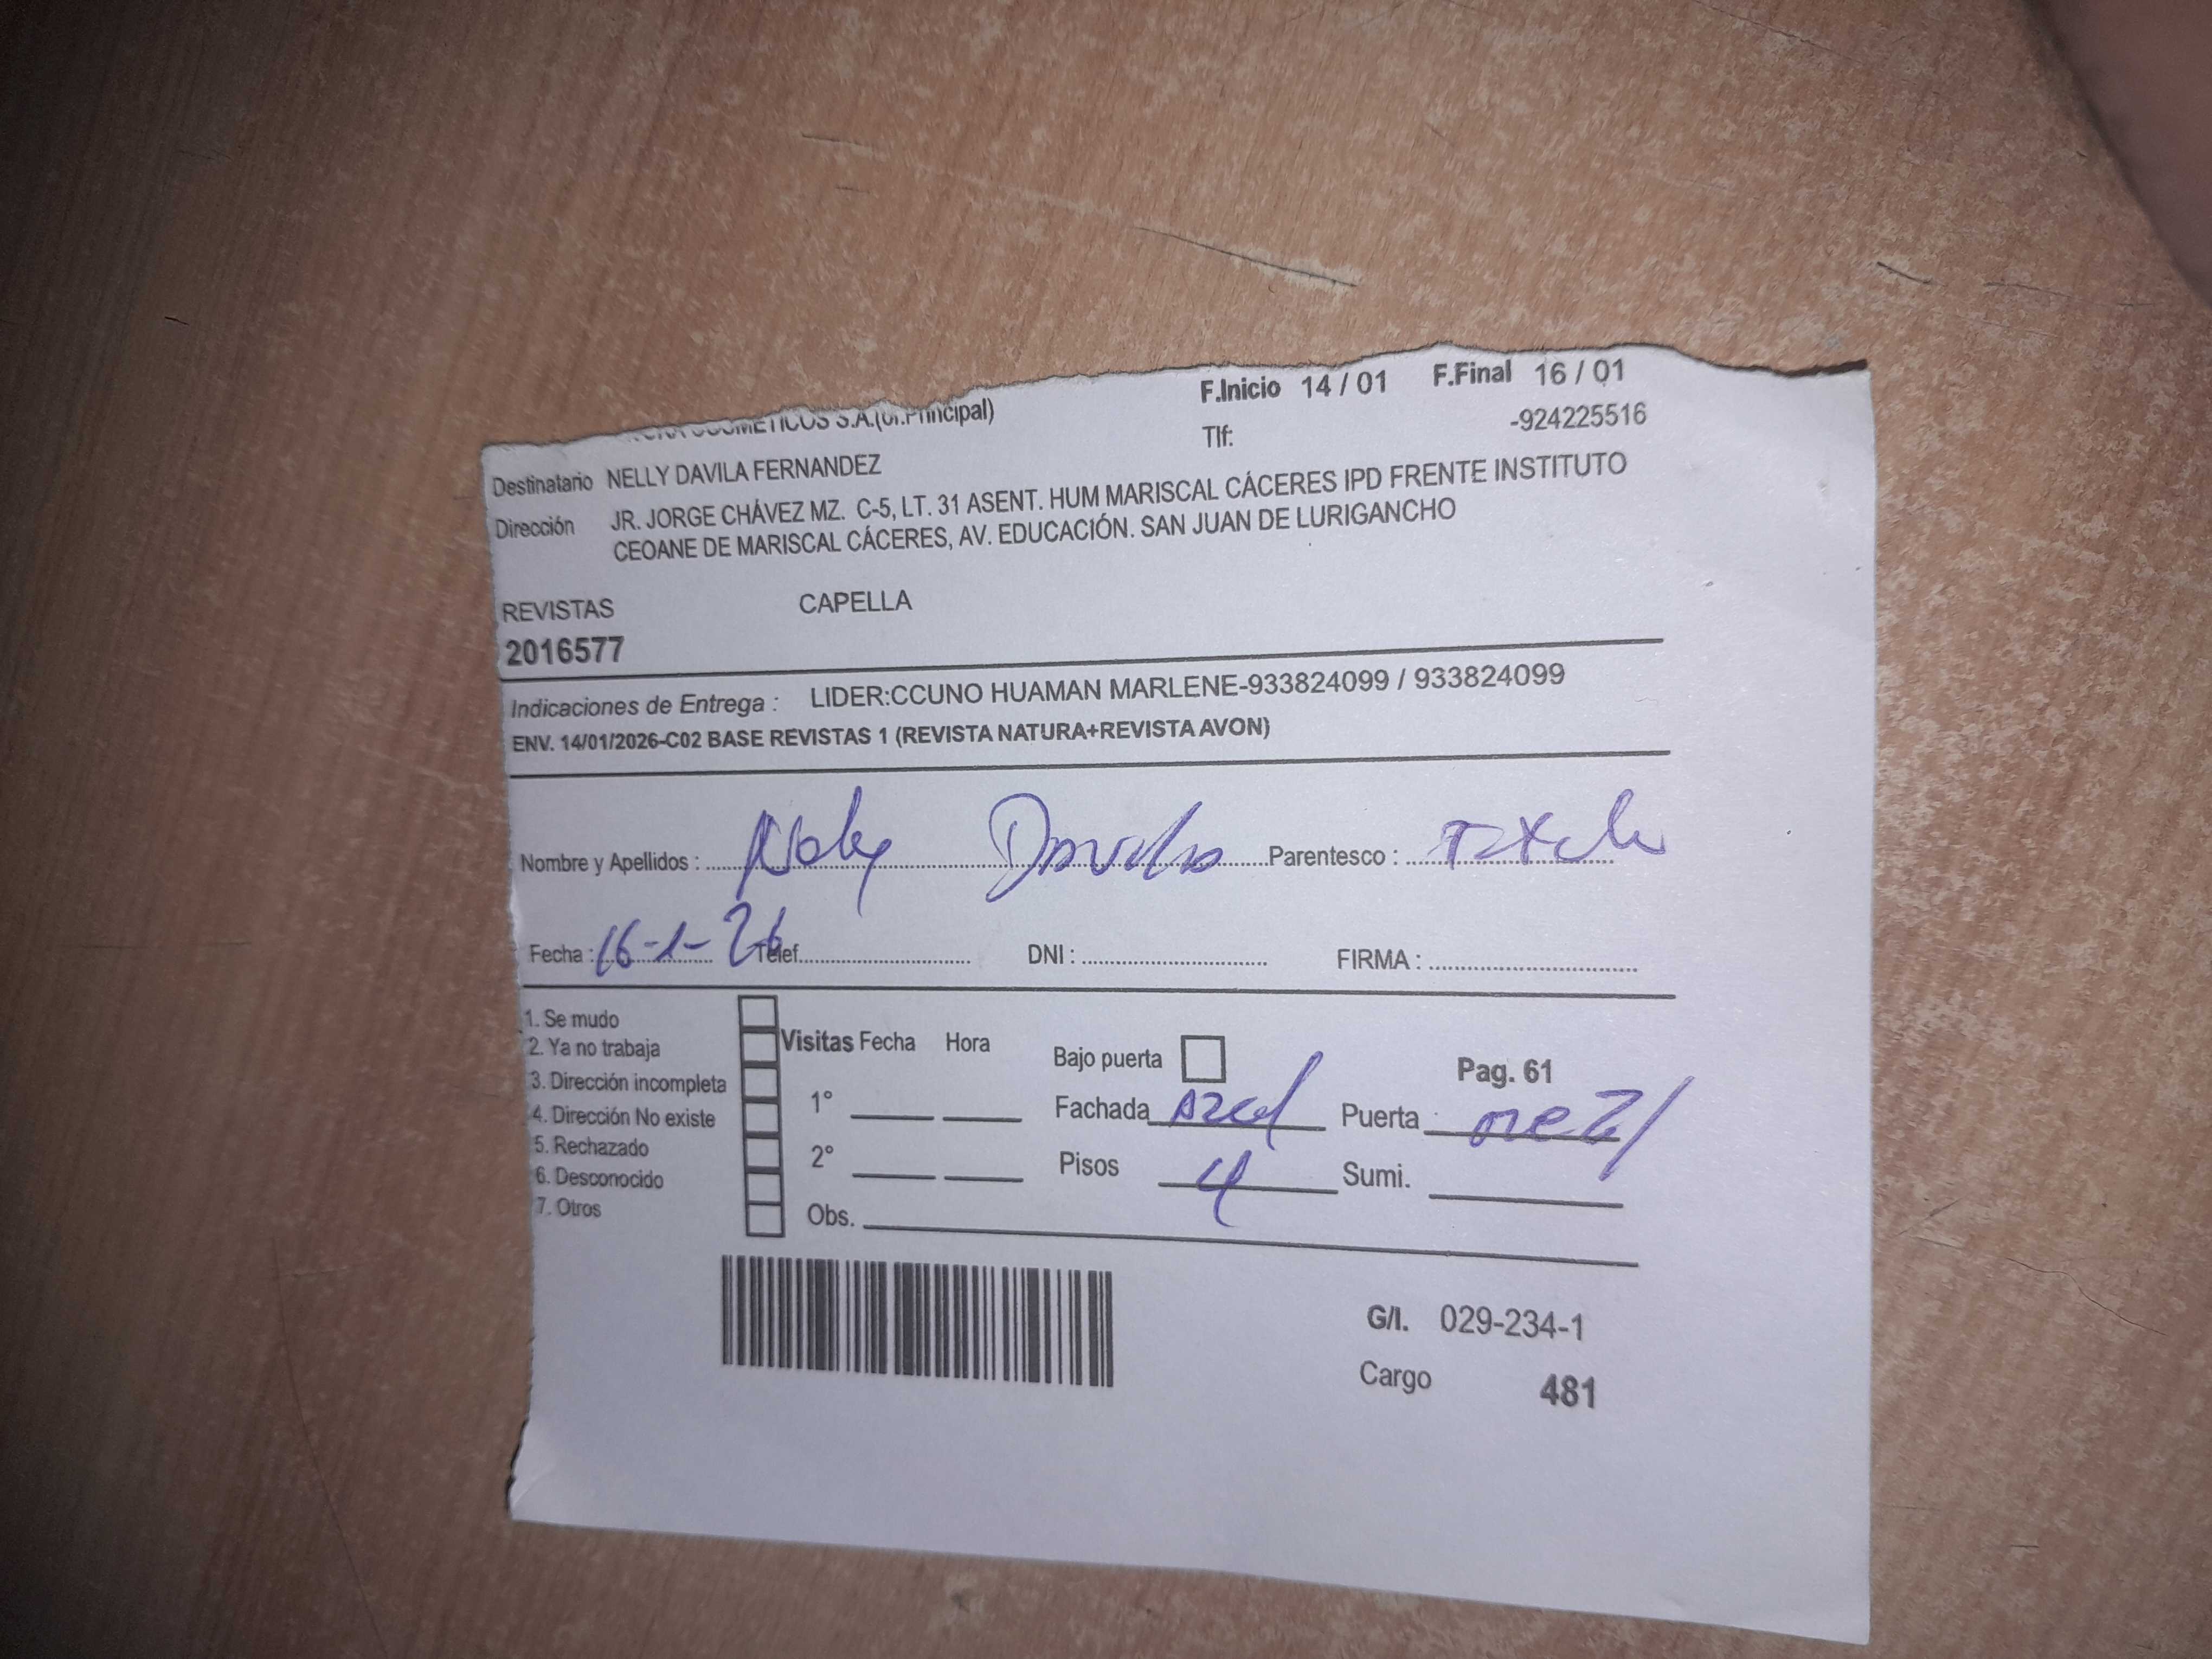 F.Inicio 14 / 01 F.Final 16 / 01
COSMETICOS S.A.(of.Principal) Tlf: -924225516
Destinatario NELLY DAVILA FERNANDEZ
Dirección JR. JORGE CHÁVEZ MZ. C-5, LT. 31 ASENT. HUM MARISCAL CÁCERES IPD FRENTE INSTITUTO
CEOANE DE MARISCAL CÁCERES, AV. EDUCACIÓN. SAN JUAN DE LURIGANCHO
REVISTAS CAPELLA
2016577
Indicaciones de Entrega : LIDER:CCUNO HUAMAN MARLENE-933824099 / 933824099
ENV. 14/01/2026-C02 BASE REVISTAS 1 (REVISTA NATURA+REVISTA AVON)
Nombre y Apellidos : Nely Davila Parentesco :
Fecha : 16-1-26 Telef. DNI : FIRMA :
1. Se mudo
2. Ya no trabaja Visitas Fecha Hora Bajo puerta Pag. 61
3. Dirección incompleta
4. Dirección No existe 1° Fachada Azul Puerta
5. Rechazado
6. Desconocido 2° Pisos 4 Sumi.
7. Otros Obs.
G/I. 029-234-1
Cargo 481